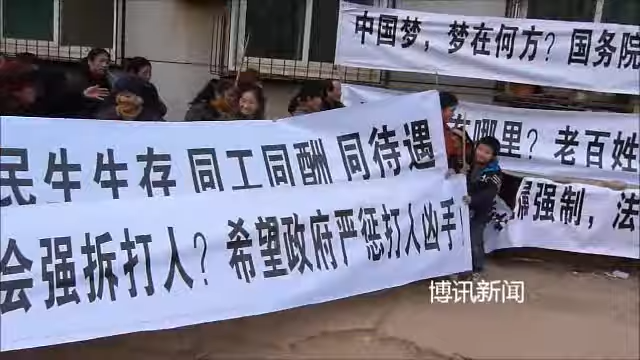 中国梦，梦在何方？国务院
哪里？老百姓
强制，法
民生生存同工同酬同待遇
会强拆打人？希望政府严惩打人凶手！
博讯新闻